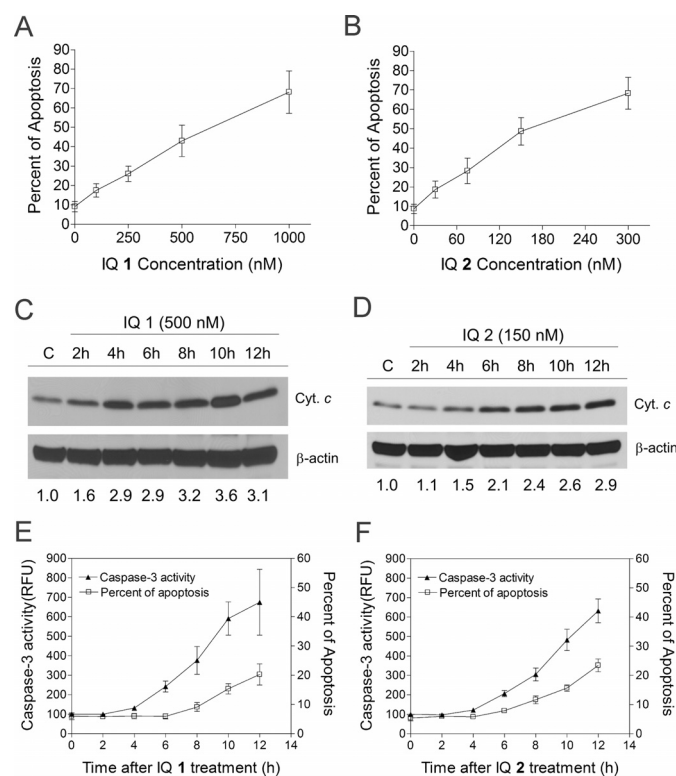 A
B
Percent of Apoptosis
90
80
70
60
50
40
30
20
10
0
0 250 500 750 1000
IQ 1 Concentration (nM)
Percent of Apoptosis
90
80
70
60
50
40
30
20
10
0
0 60 120 180 240 300
IQ 2 Concentration (nM)
C
IQ 1 (500 nM)
C 2h 4h 6h 8h 10h 12h
Cyt. c
β-actin
1.0 1.6 2.9 2.9 3.2 3.6 3.1
D
IQ 2 (150 nM)
C 2h 4h 6h 8h 10h 12h
Cyt. c
β-actin
1.0 1.1 1.5 2.1 2.4 2.6 2.9
E
Caspase-3 activity(RFU)
900
800
700
600
500
400
300
200
100
0
Caspase-3 activity
Percent of apoptosis
60
50
40
30
20
10
0
Percent of Apoptosis
0 2 4 6 8 10 12 14
Time after IQ 1 treatment (h)
F
Caspase-3 activity(RFU)
900
800
700
600
500
400
300
200
100
0
Caspase-3 activity
Percent of apoptosis
60
50
40
30
20
10
0
Percent of Apoptosis
0 2 4 6 8 10 12 14
Time after IQ 2 treatment (h)